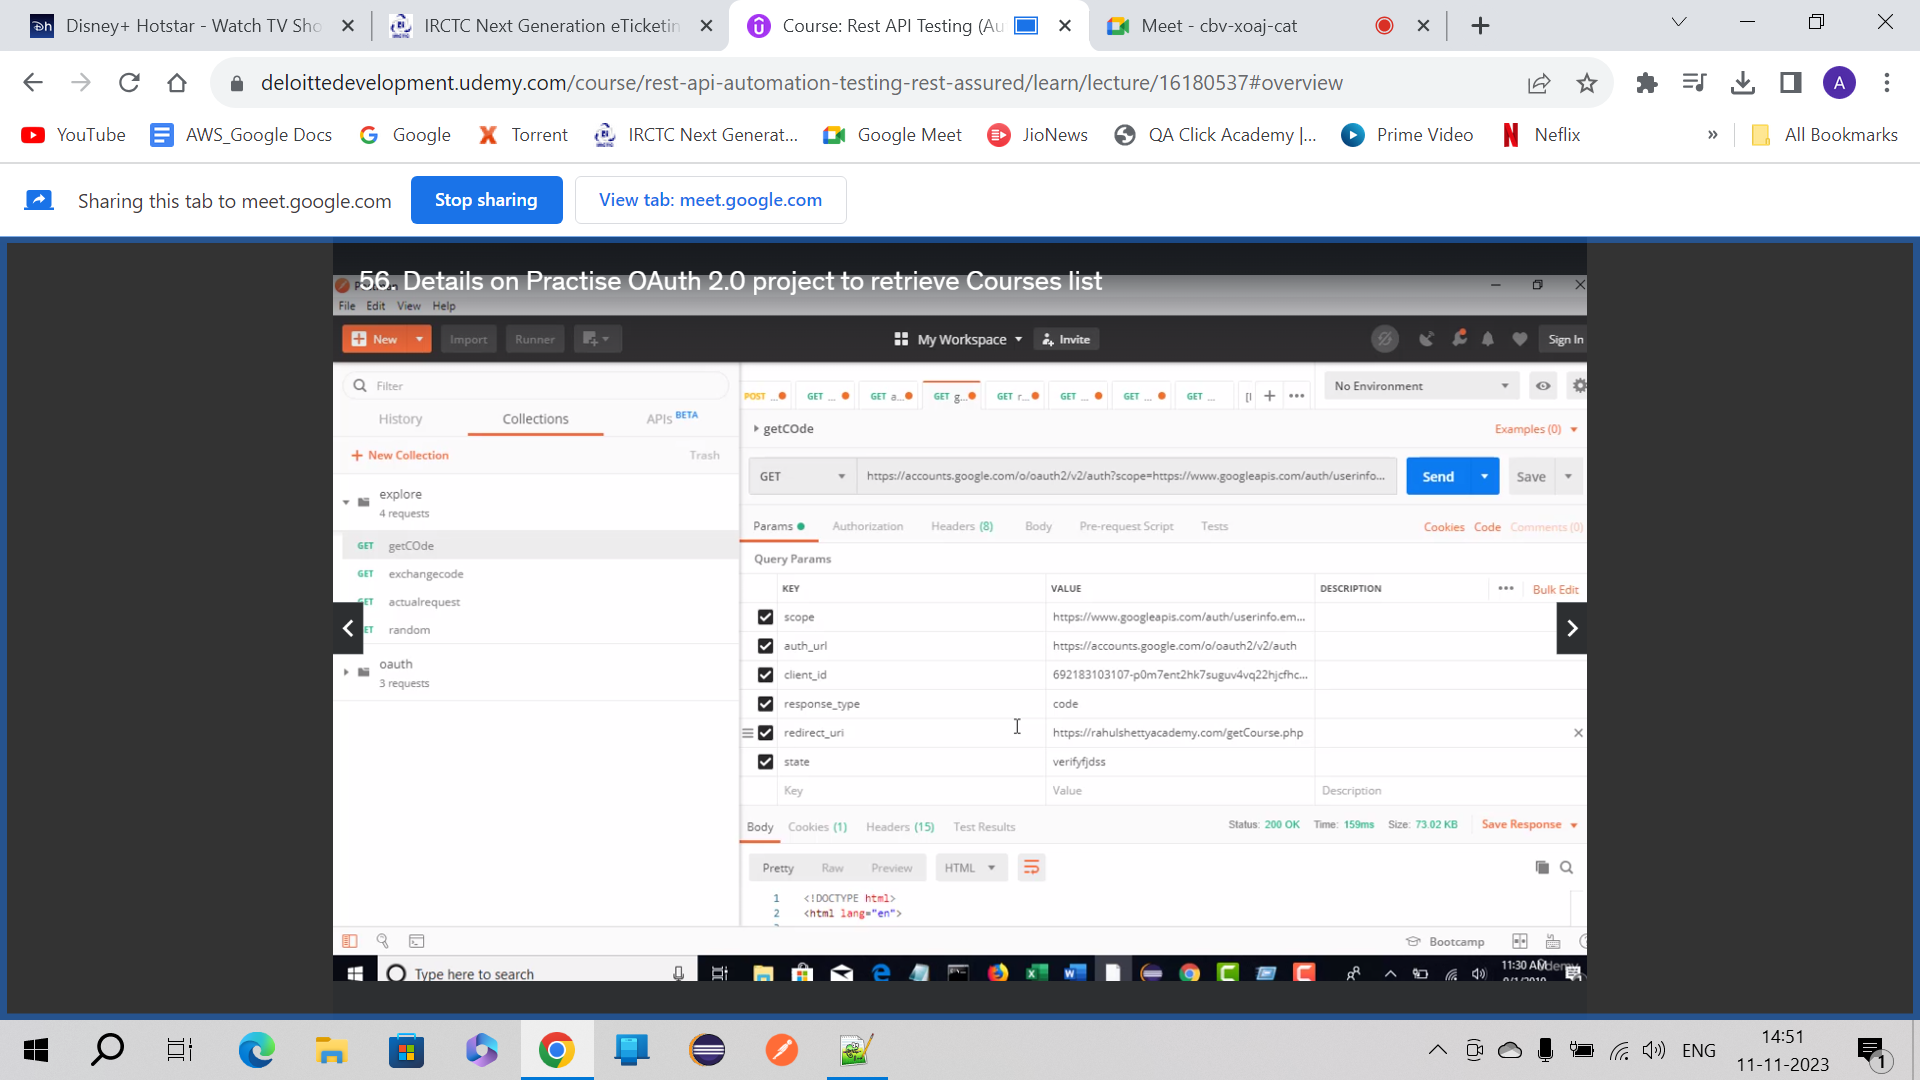 Disney+ Hotstar - Watch TV Sho
IRCTC Next Generation eTicketin
Course: Rest API Testing (Au
Meet - cbv-xoaj-cat
deloittedevelopment.udemy.com/course/rest-api-automation-testing-rest-assured/learn/lecture/16180537#overview
A
YouTube
AWS_Google Docs
Google
Torrent
IRCTC Next Generat...
Google Meet
JioNews
QA Click Academy |...
Prime Video
Neflix
»
All Bookmarks
Sharing this tab to meet.google.com
Stop sharing
View tab: meet.google.com
56. Details on Practise OAuth 2.0 project to retrieve Courses list
File Edit View Help
New
Import
Runner
My Workspace
Invite
Sign In
Filter
History
Collections
APIs BETA
+ New Collection
Trash
explore
4 requests
GET getCOde
GET exchangecode
GET actualrequest
ET random
oauth
3 requests
POST ...
GET ...
GET a...
GET g...
GET r...
GET ...
GET ...
GET ...
No Environment
getCOde
Examples (0)
GET
https://accounts.google.com/o/oauth2/v2/auth?scope=https://www.googleapis.com/auth/userinfo...
Send
Save
Params
Authorization
Headers (8)
Body
Pre-request Script
Tests
Cookies
Code
Comments (0)
Query Params
KEY VALUE DESCRIPTION
Bulk Edit
scope https://www.googleapis.com/auth/userinfo.em...
auth_url https://accounts.google.com/o/oauth2/v2/auth
client_id 692183103107-p0m7ent2hk7suguv4vq22hjcfhc...
response_type code
redirect_uri https://rahulshettyacademy.com/getCourse.php
state verifyfjdss
Key Value Description
Body
Cookies (1)
Headers (15)
Test Results
Status: 200 OK
Time: 159ms
Size: 73.02 KB
Save Response
Pretty
Raw
Preview
HTML
1 <!DOCTYPE html>
2 <html lang="en">
Bootcamp
Type here to search
11:30 AM
ENG
14:51
11-11-2023
1